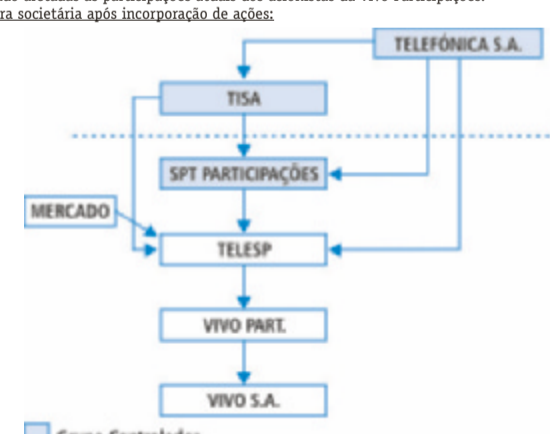 ra societária após incorporação de ações:
TELEFÓNICA S.A.
TISA
SPT PARTICIPAÇÕES
MERCADO
TELESP
VIVO PART.
VIVO S.A.